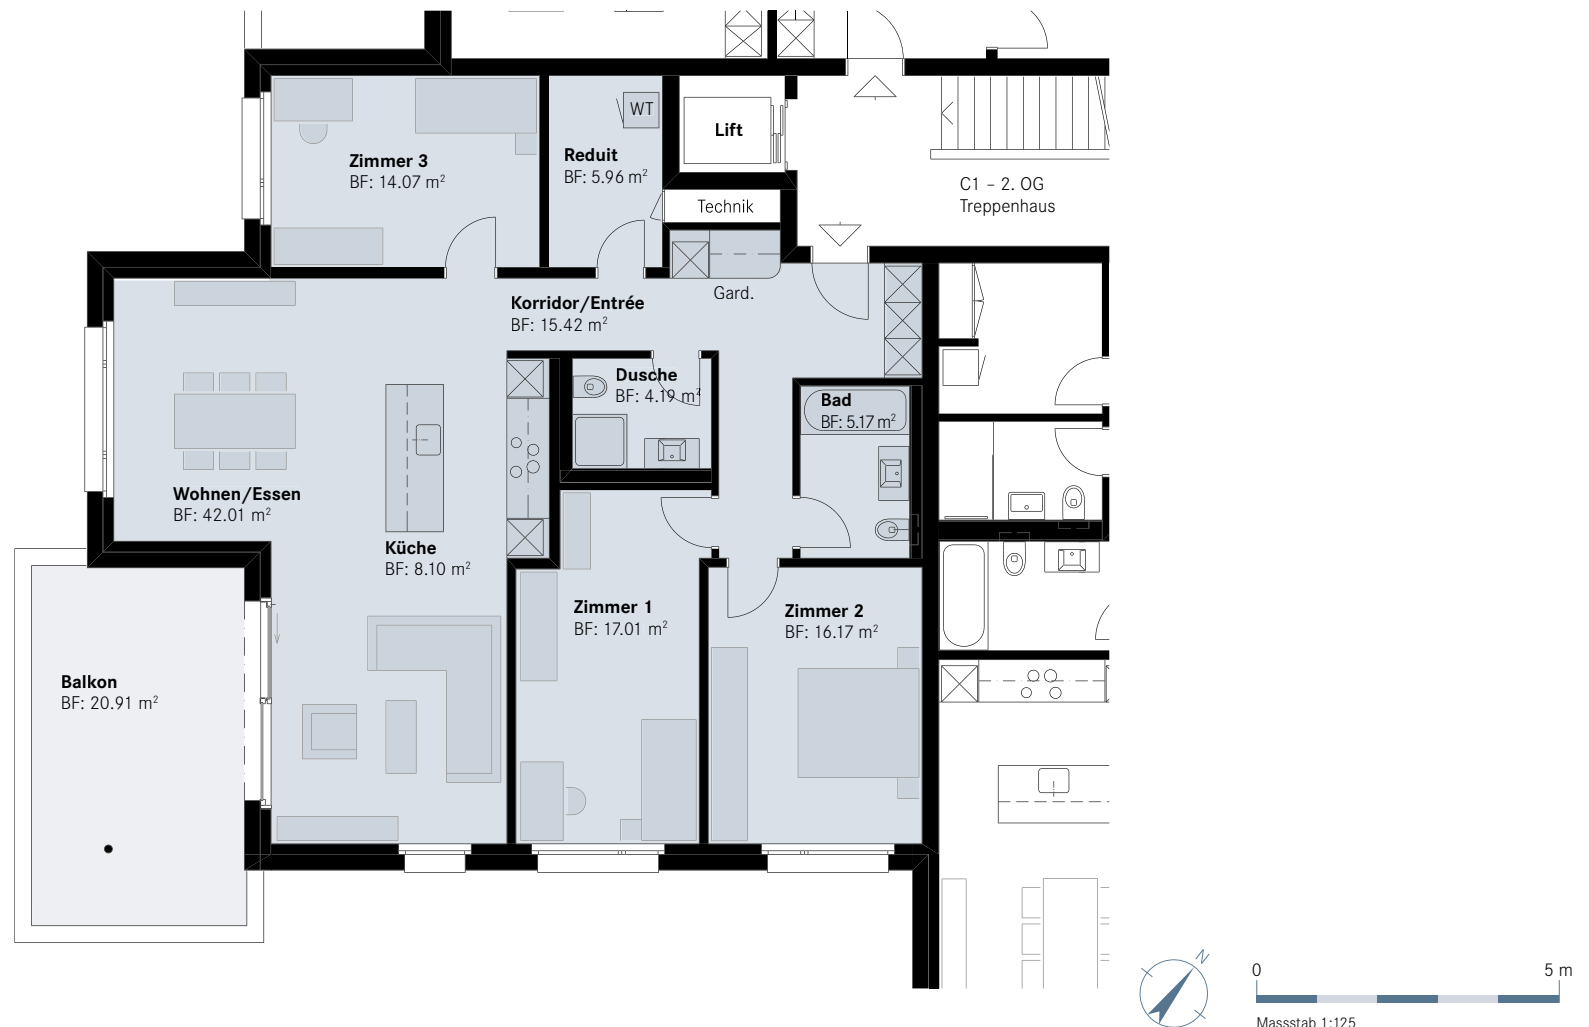 Zimmer 3
BF: 14.07 m²
WT
Reduit
BF: 5.96 m²
Lift
Technik
C1 – 2. OG
Treppenhaus
Gard.
Korridor/Entrée
BF: 15.42 m²
Dusche
BF: 4.19 m²
Bad
BF: 5.17 m²
Wohnen/Essen
BF: 42.01 m²
Küche
BF: 8.10 m²
Zimmer 1
BF: 17.01 m²
Zimmer 2
BF: 16.17 m²
Balkon
BF: 20.91 m²
N
0 5 m
Massstab 1:125